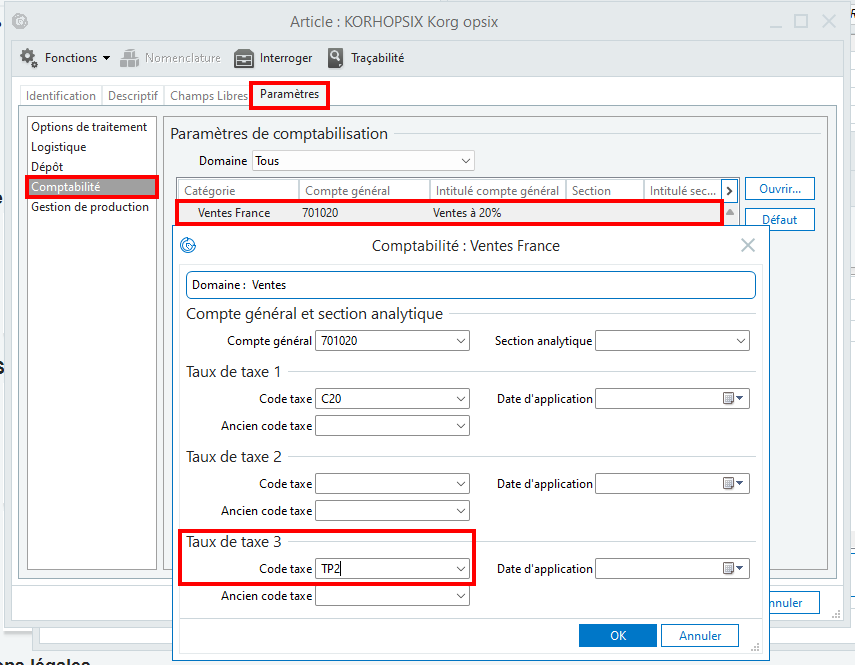 Article : KORHOPSIX Korg opsix
Fonctions Nomenclature Interroger Traçabilité
Identification Descriptif Champs Libres Paramètres
Options de traitement
Logistique
Dépôt
Comptabilité
Gestion de production
Paramètres de comptabilisation
Domaine Tous
Catégorie Compte général Intitulé compte général Section Intitulé sec...
Ventes France 701020 Ventes à 20%
Ouvrir...
Défaut
Comptabilité : Ventes France
Domaine : Ventes
Compte général et section analytique
Compte général 701020 Section analytique
Taux de taxe 1
Code taxe C20 Date d'application
Ancien code taxe
Taux de taxe 2
Code taxe Date d'application
Ancien code taxe
Taux de taxe 3
Code taxe TP2 Date d'application
Ancien code taxe
OK Annuler
nnuler
ns légales